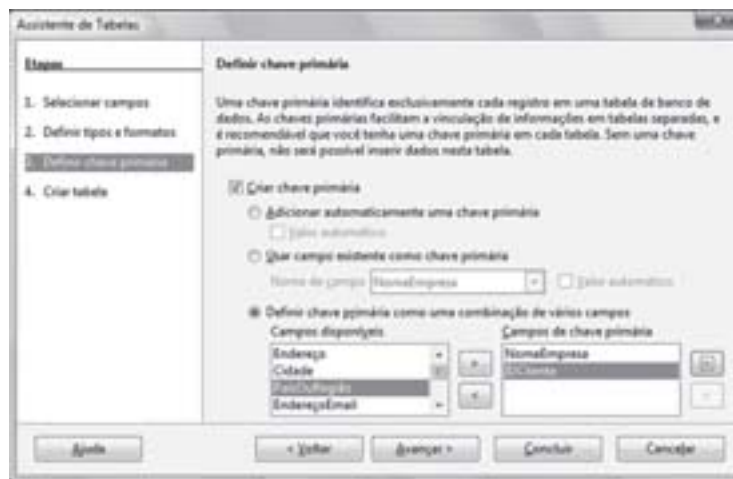 Assistente de Tabelas
Etapas
1. Selecionar campos
2. Definir tipos e formatos
3. Definir chave primária
4. Criar tabela
Definir chave primária
Uma chave primária identifica exclusivamente cada registro em uma tabela de banco de
dados. As chaves primárias facilitam a vinculação de informações em tabelas separadas, e
é recomendável que você tenha uma chave primária em cada tabela. Sem uma chave
primária, não será possível inserir dados nesta tabela.
Criar chave primária
Adicionar automaticamente uma chave primária
Valor automático
Usar campo existente como chave primária
Nome do campo NomeEmpresa Valor automático
Definir chave primária como uma combinação de vários campos
Campos disponíveis
Endereço
Cidade
PaísOuRegião
EndereçoEmail
>
<
Campos de chave primária
NomeEmpresa
IDCliente
Ajuda
< Voltar
Avançar >
Concluir
Cancelar